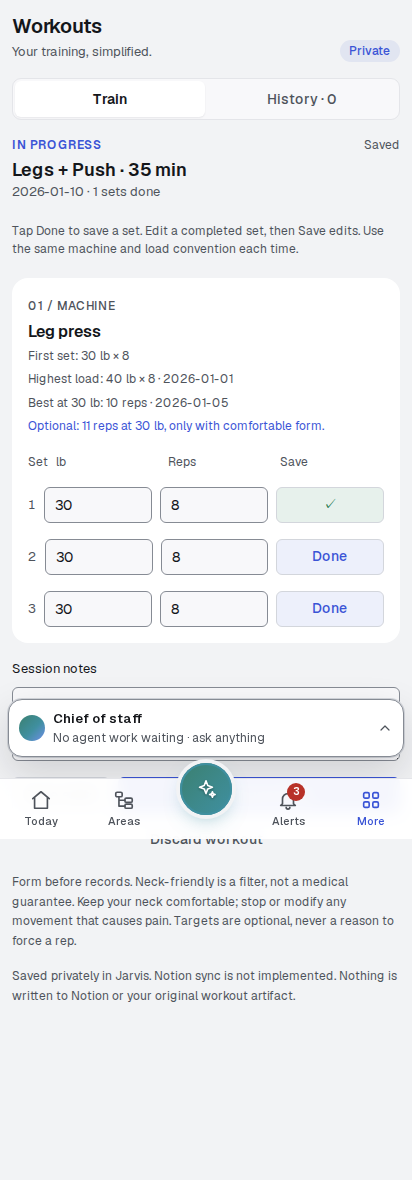 Workouts
Your training, simplified.
Private
Train
History · 0
IN PROGRESS
Saved
Legs + Push · 35 min
2026-01-10 · 1 sets done
Tap Done to save a set. Edit a completed set, then Save edits. Use
the same machine and load convention each time.
01 / MACHINE
Leg press
First set: 30 lb × 8
Highest load: 40 lb × 8 · 2026-01-01
Best at 30 lb: 10 reps · 2026-01-05
Optional: 11 reps at 30 lb, only with comfortable form.
Set lb Reps Save
1 30 8 ✓
2 30 8 Done
3 30 8 Done
Session notes
Chief of staff
No agent work waiting · ask anything
Today
Areas
3
Alerts
More
Discard workout
Form before records. Neck-friendly is a filter, not a medical
guarantee. Keep your neck comfortable; stop or modify any
movement that causes pain. Targets are optional, never a reason to
force a rep.
Saved privately in Jarvis. Notion sync is not implemented. Nothing is
written to Notion or your original workout artifact.